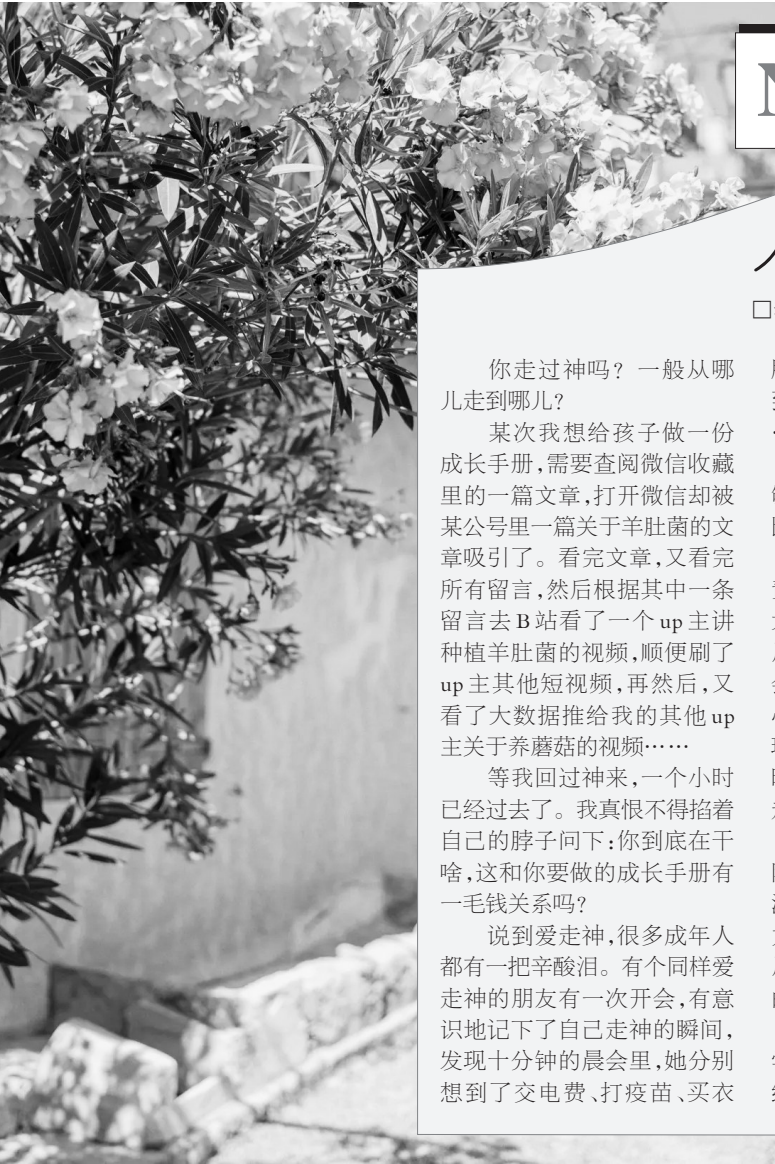 你走过神吗？一般从哪
儿走到哪儿？
某次我想给孩子做一份
成长手册，需要查阅微信收藏
里的一篇文章，打开微信却被
某公号里一篇关于羊肚菌的文
章吸引了。看完文章，又看完
所有留言，然后根据其中一条
留言去B站看了一个up主讲
种植羊肚菌的视频，顺便刷了
up主其他短视频，再然后，又
看了大数据推给我的其他up
主关于养蘑菇的视频……
等我回过神来，一个小时
已经过去了。我真恨不得掐着
自己的脖子问下：你到底在干
啥，这和你要做的成长手册有
一毛钱关系吗？
说到爱走神，很多成年人
都有一把辛酸泪。有个同样爱
走神的朋友有一次开会，有意
识地记下了自己走神的瞬间，
发现十分钟的晨会里，她分别
想到了交电费、打疫苗、买衣